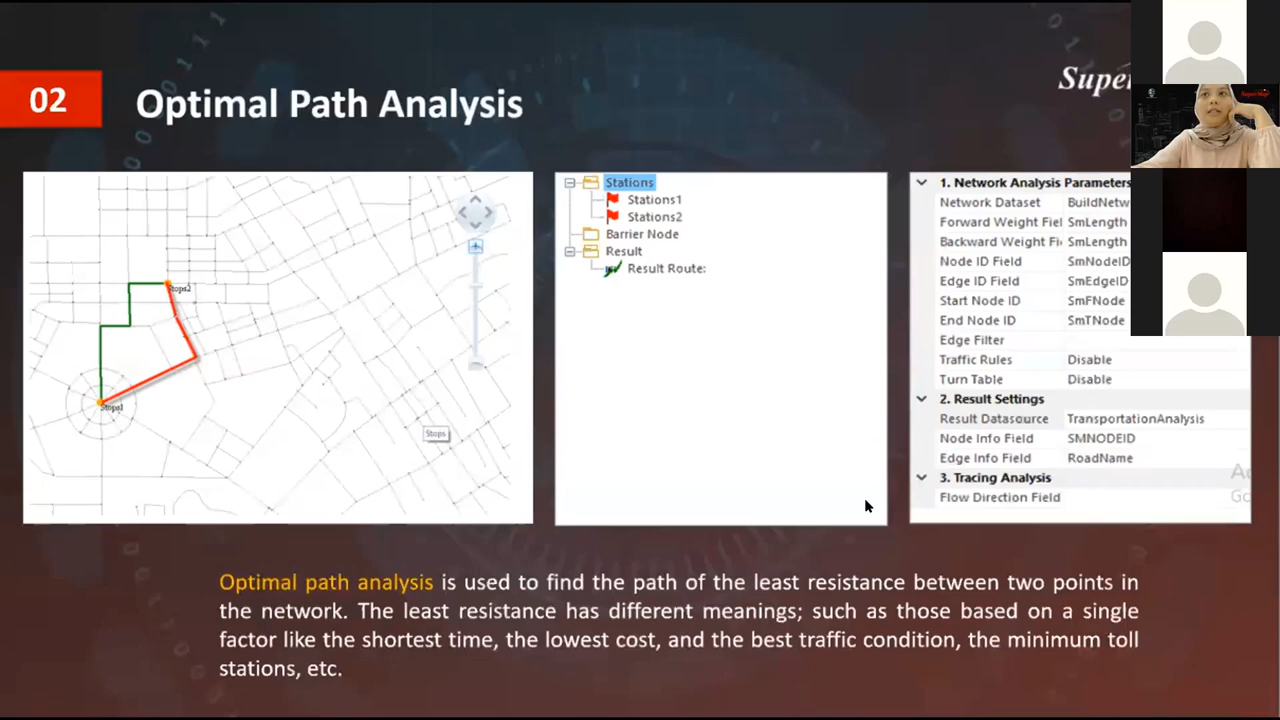 02
Optimal Path Analysis
Super
SuperMap
Stops2
Stops1
Stops
Stations
Stations1
Stations2
Barrier Node
Result
Result Route:
1. Network Analysis Parameters
Network Dataset BuildNetw
Forward Weight Fiel SmLength
Backward Weight Fi SmLength
Node ID Field SmNodeID
Edge ID Field SmEdgeID
Start Node ID SmFNode
End Node ID SmTNode
Edge Filter
Traffic Rules Disable
Turn Table Disable
2. Result Settings
Result Datasource TransportationAnalysis
Node Info Field SMNODEID
Edge Info Field RoadName
3. Tracing Analysis
Flow Direction Field
Optimal path analysis is used to find the path of the least resistance between two points in
the network. The least resistance has different meanings; such as those based on a single
factor like the shortest time, the lowest cost, and the best traffic condition, the minimum toll
stations, etc.